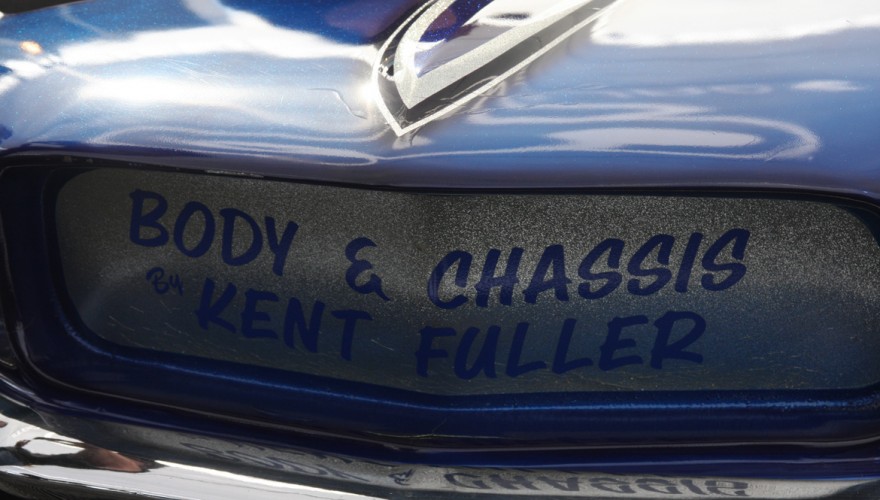 BODY & CHASSIS
By KENT FULLER